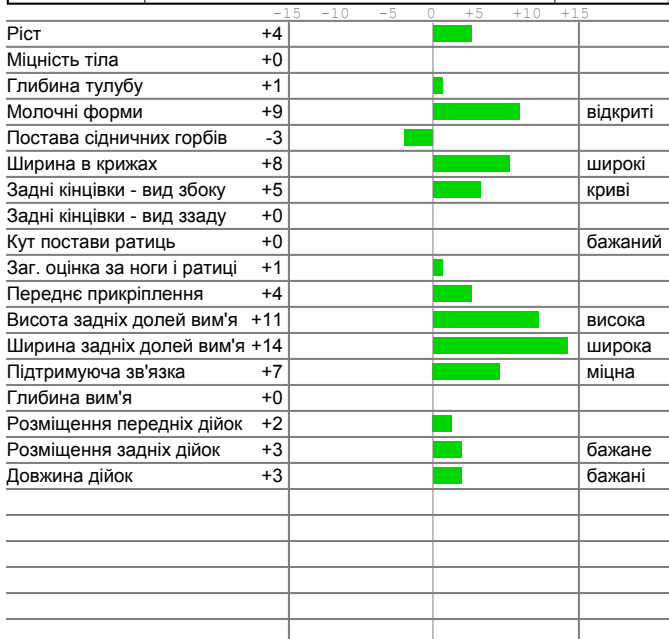 -15 -10 -5 0 +5 +10 +15
Ріст +4
Міцність тіла +0
Глибина тулубу +1
Молочні форми +9 відкриті
Постава сідничних горбів -3
Ширина в крижах +8 широкі
Задні кінцівки - вид збоку +5 криві
Задні кінцівки - вид ззаду +0
Кут постави ратиць +0 бажаний
Заг. оцінка за ноги і ратиці +1
Переднє прикріплення +4
Висота задніх долей вим'я +11 висока
Ширина задніх долей вим'я +14 широка
Підтримуюча зв'язка +7 міцна
Глибина вим'я +0
Розміщення передніх дійок +2
Розміщення задніх дійок +3 бажане
Довжина дійок +3 бажані